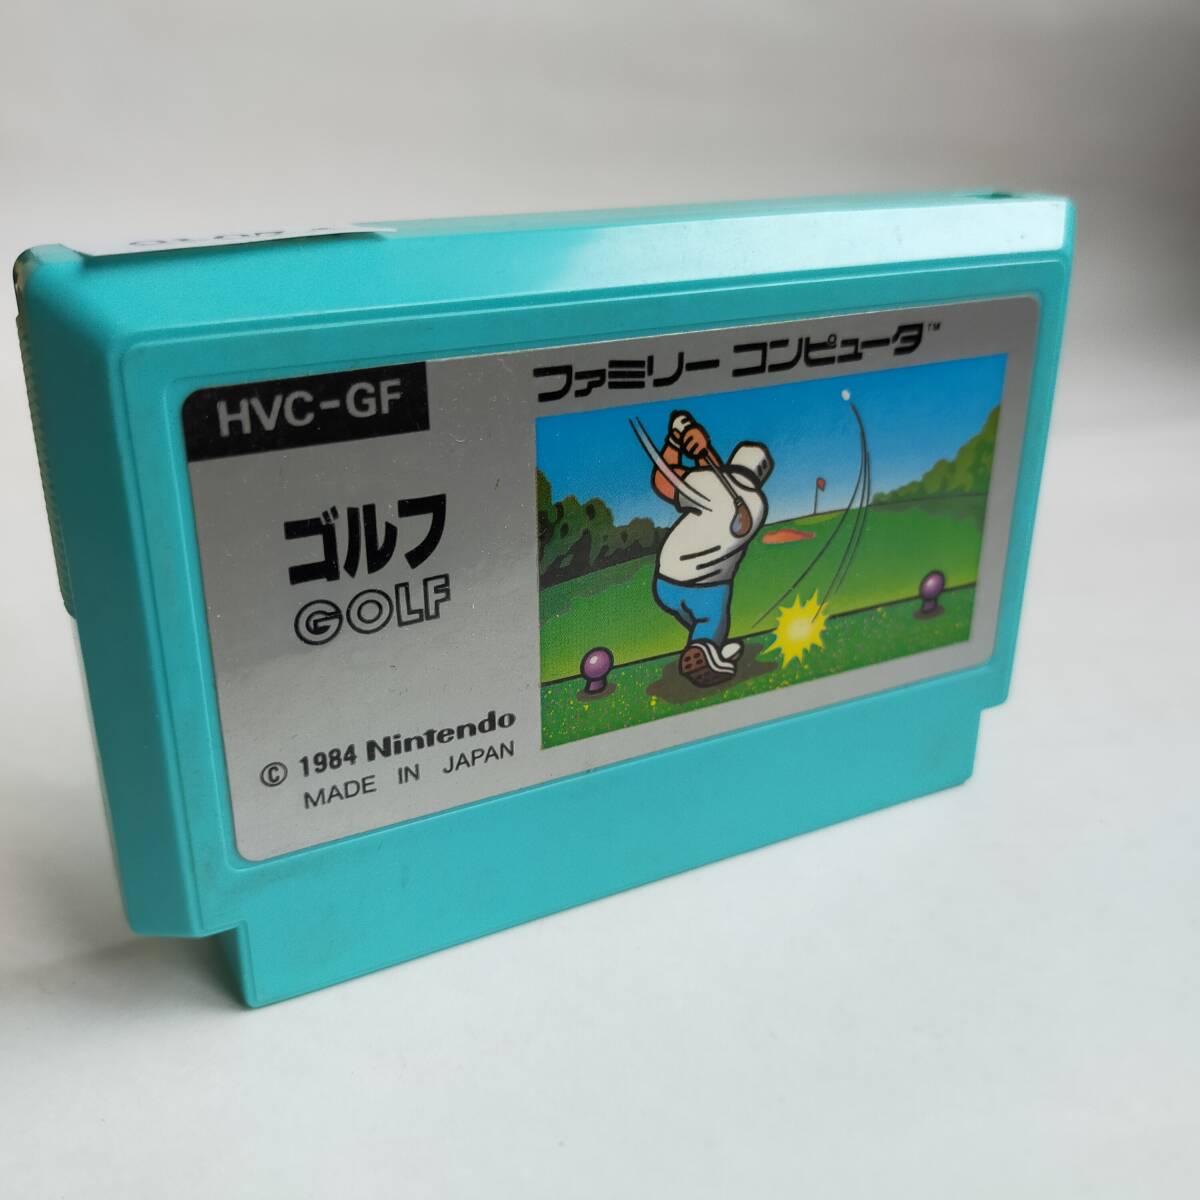 HVC-GF
ファミリー コンピュータ™
ゴルフ
GOLF
© 1984 Nintendo
MADE IN JAPAN